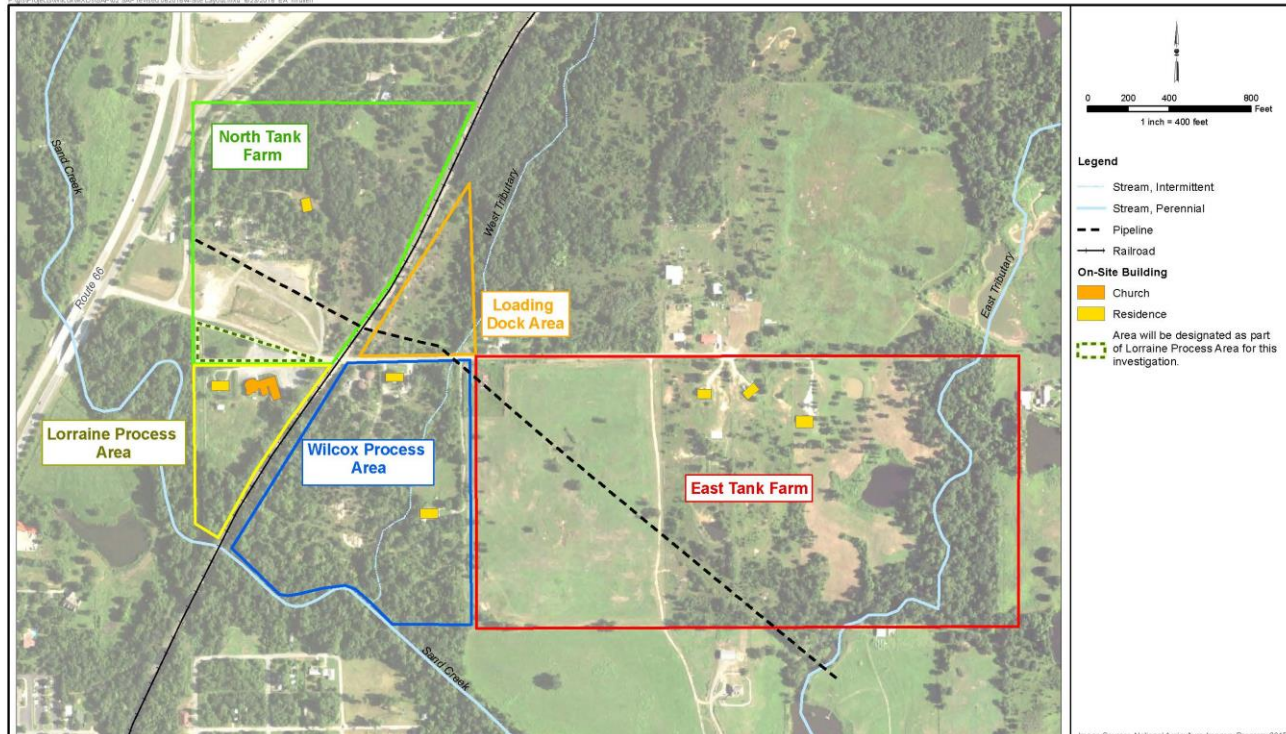 North Tank
Farm
Sand Creek
West Tributary
Route 66
Loading
Dock Area
East Tributary
Lorraine Process
Area
Wilcox Process
Area
East Tank Farm
Sand Creek
0 200 400 800
Feet
1 inch = 400 feet
Legend
Stream, Intermittent
Stream, Perennial
Pipeline
Railroad
On-Site Building
Church
Residence
Area will be designated as part
of Lorraine Process Area for this
investigation.